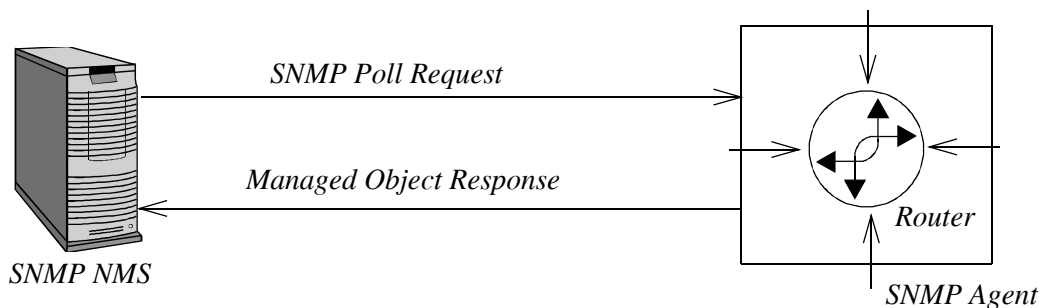 SNMP Poll Request
Managed Object Response
Router
SNMP NMS
SNMP Agent